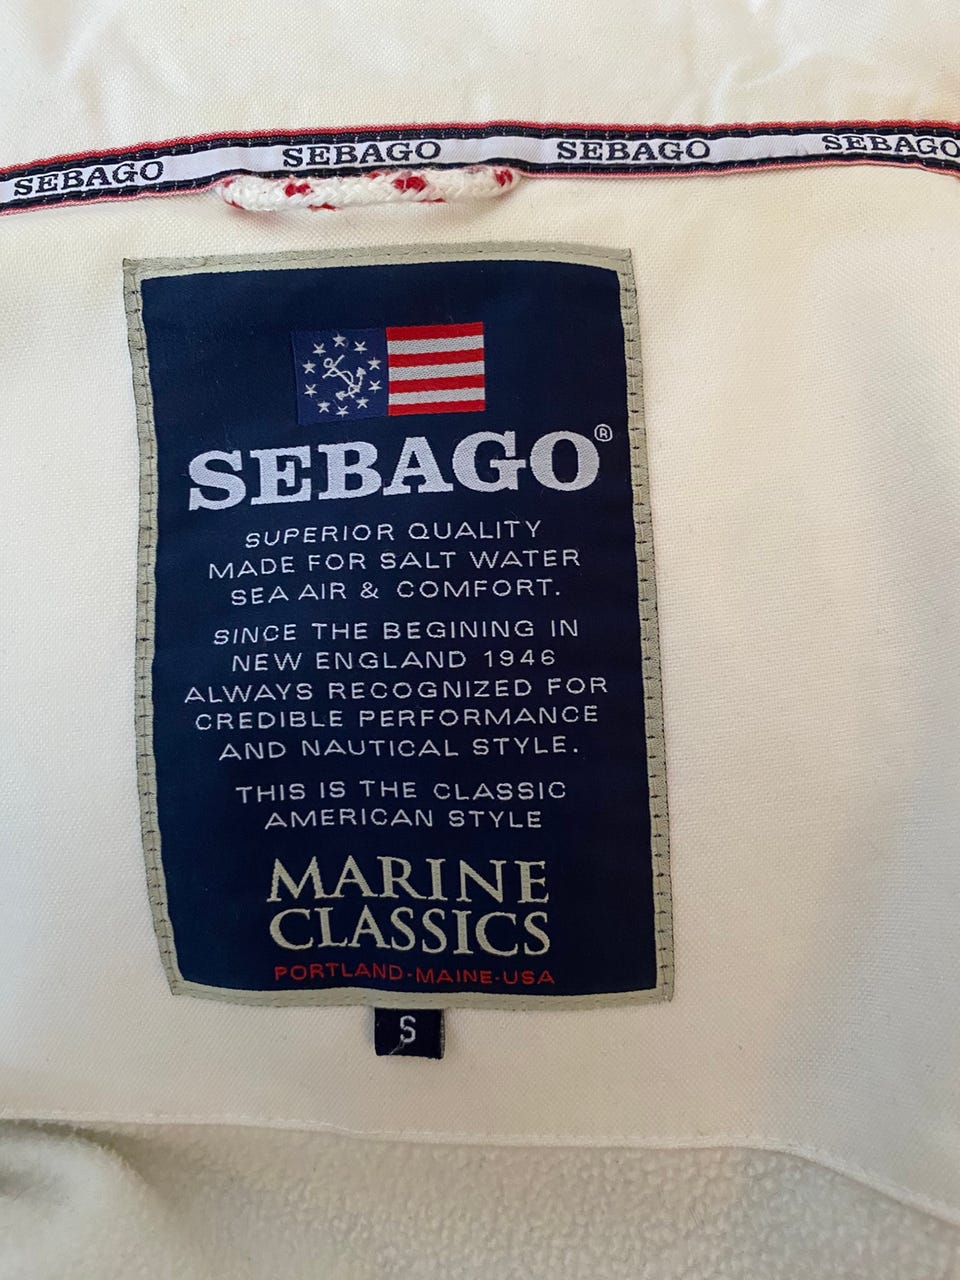 SEBAGO SEBAGO SEBAGO SEBAGO
SEBAGO®
SUPERIOR QUALITY
MADE FOR SALT WATER
SEA AIR & COMFORT.
SINCE THE BEGINING IN
NEW ENGLAND 1946
ALWAYS RECOGNIZED FOR
CREDIBLE PERFORMANCE
AND NAUTICAL STYLE.
THIS IS THE CLASSIC
AMERICAN STYLE
MARINE
CLASSICS
PORTLAND-MAINE-USA
S